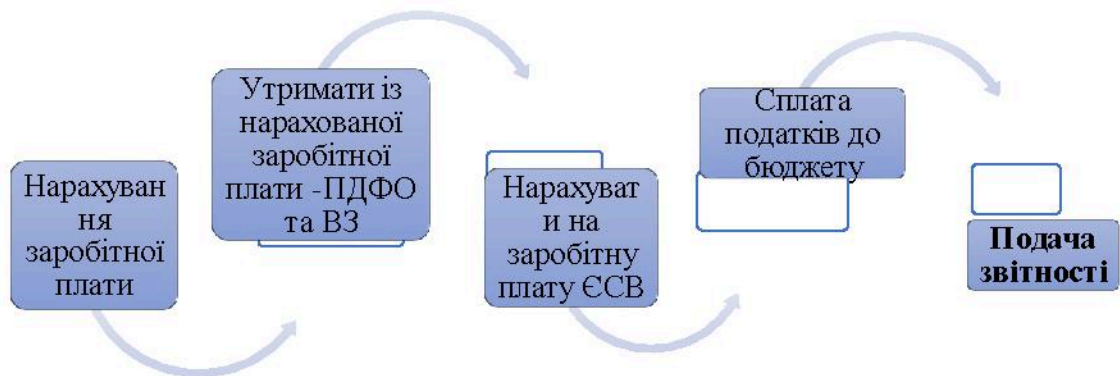 Нарахуван
ня
заробітної
плати
Утримати із
нарахованої
заробітної
плати -ПДФО
та ВЗ
Нарахуват
и на
заробітну
плату ЄСВ
Сплата
податків до
бюджету
Подача
звітності